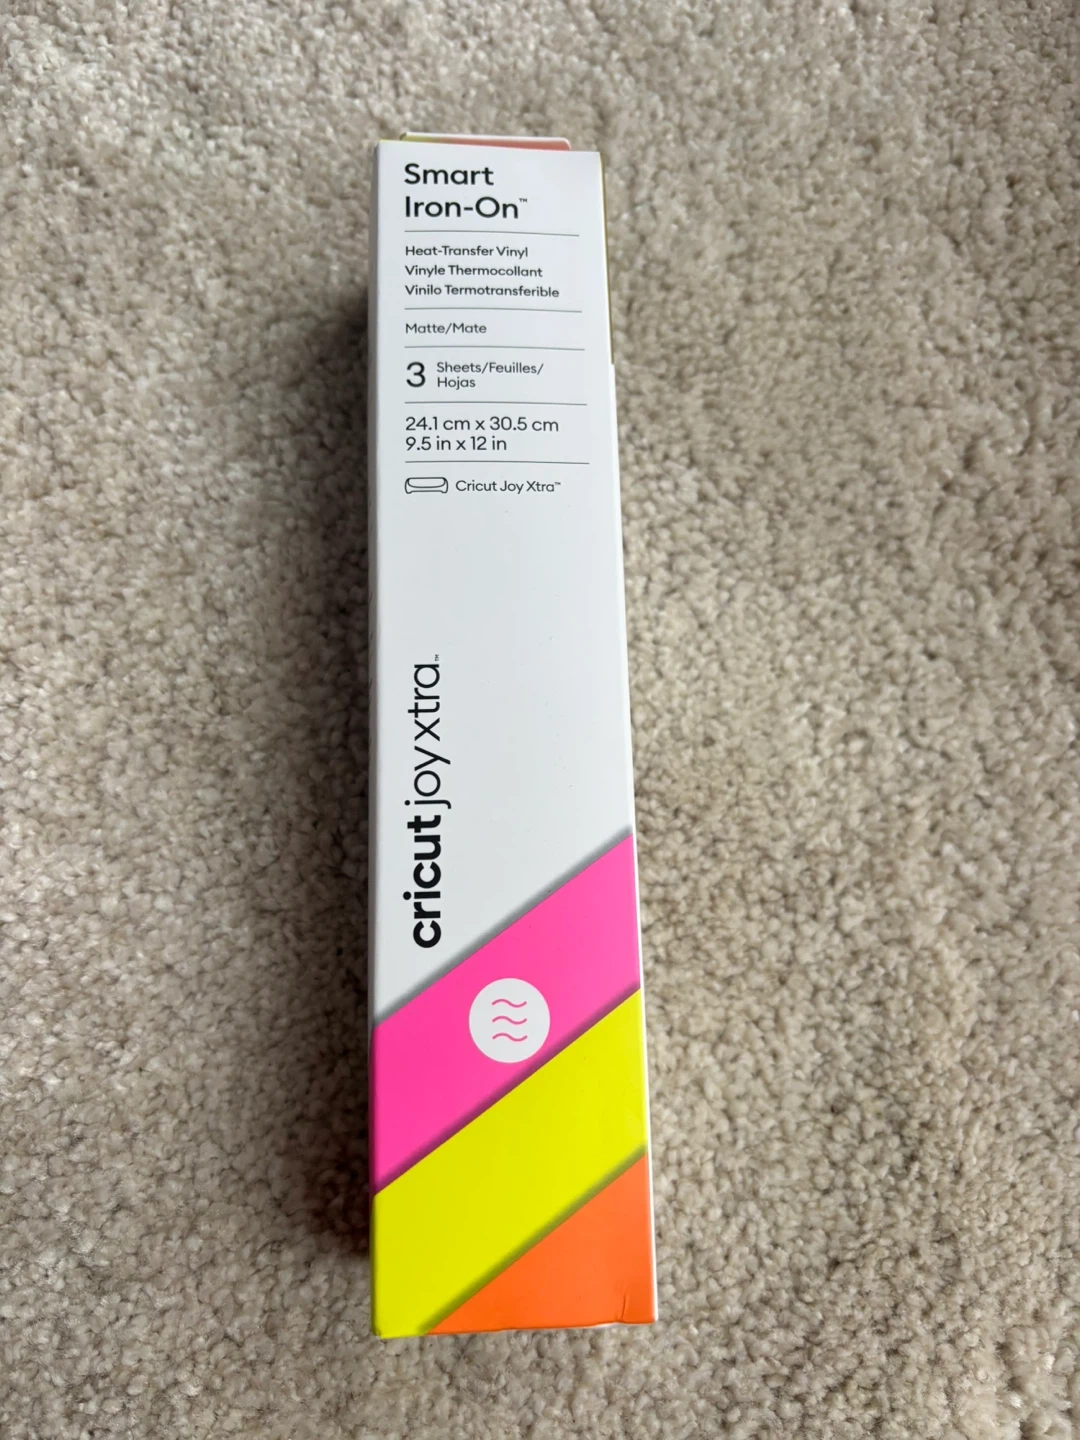 Smart
Iron-On™
Heat-Transfer Vinyl
Vinyle Thermocollant
Vinilo Termotransferible
Matte/Mate
3 Sheets/Feuilles/
Hojas
24.1 cm x 30.5 cm
9.5 in x 12 in
Cricut Joy Xtra™
cricut joy xtra™